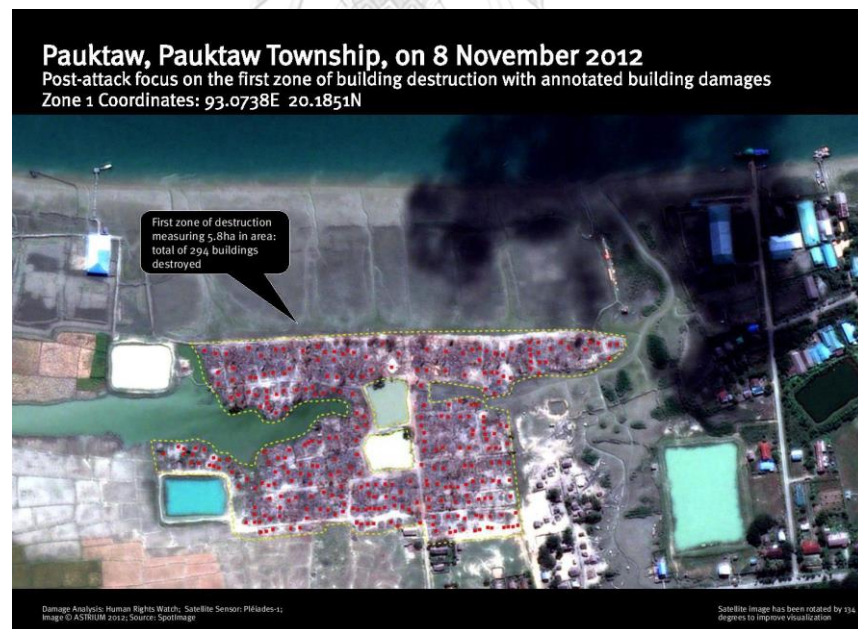 Pauktaw, Pauktaw Township, on 8 November 2012
Post-attack focus on the first zone of building destruction with annotated building damages
Zone 1 Coordinates: 93.0738E 20.1851N
First zone of destruction
measuring 5.8ha in area:
total of 294 buildings
destroyed
Damage Analysis: Human Rights Watch; Satellite Sensor: Pléiades-1;
Image © ASTRIUM 2012; Source: SpotImage
Satellite image has been rotated by 134
degrees to improve visualization